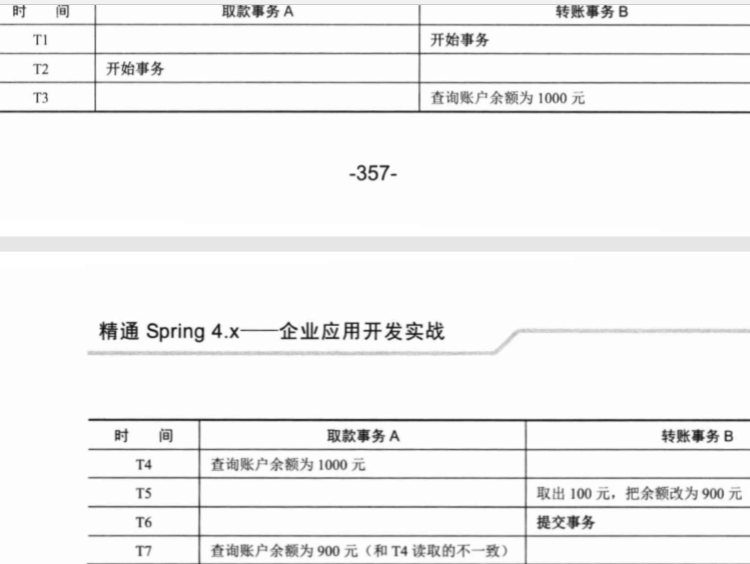 时 间 取款事务 A 转账事务 B
T1 开始事务
T2 开始事务
T3 查询账户余额为 1000 元
-357-
精通 Spring 4.x——企业应用开发实战
时 间 取款事务 A 转账事务 B
T4 查询账户余额为 1000 元
T5 取出 100 元，把余额改为 900 元
T6 提交事务
T7 查询账户余额为 900 元（和 T4 读取的不一致）